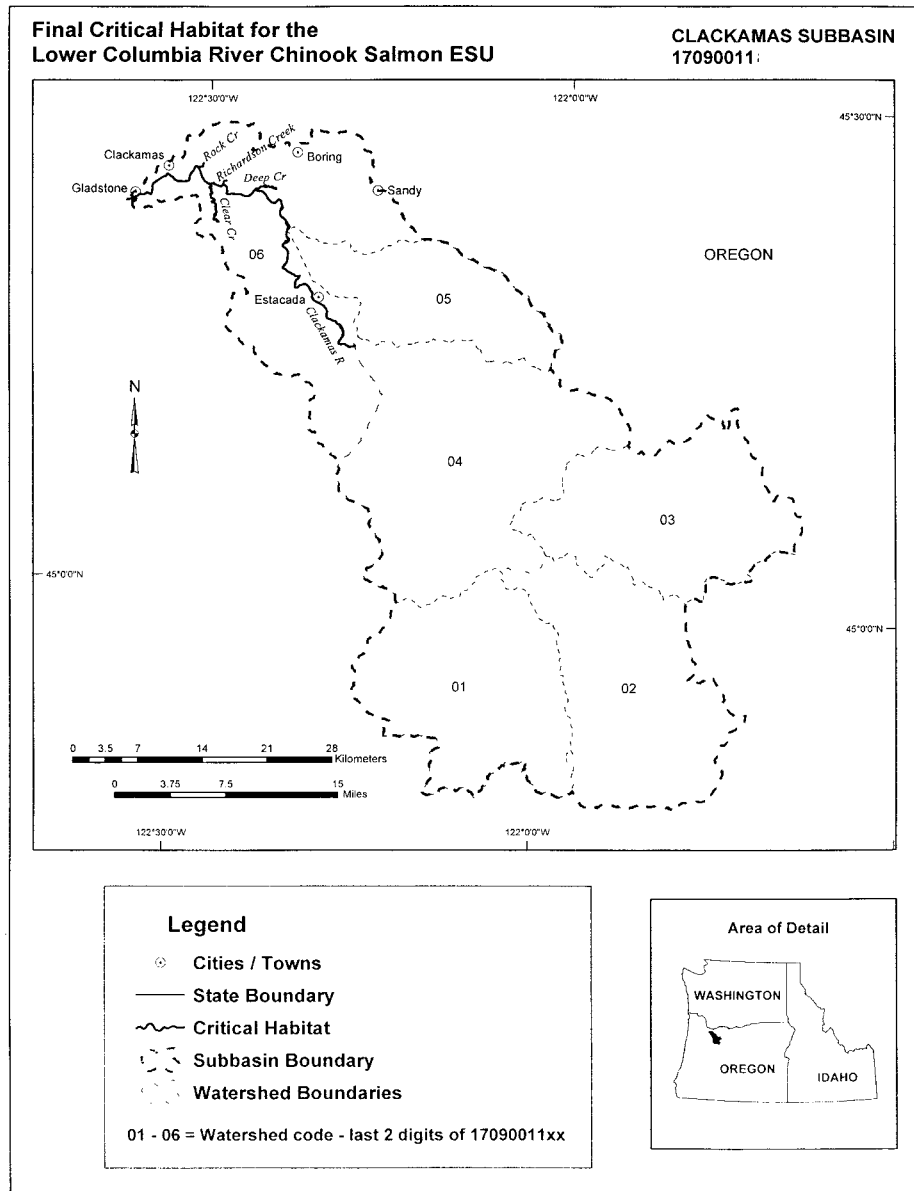 Final Critical Habitat for the
Lower Columbia River Chinook Salmon ESU
CLACKAMAS SUBBASIN
17090011
122°30'0"W
122°0'0"W
45°30'0"N
Clackamas
Rock Cr
Richardson Creek
Boring
Gladstone
Deep Cr
Sandy
Clear Cr
06
OREGON
05
Estacada
Clackamas R
N
04
03
45°0'0"N
45°0'0"N
01
02
0 3.5 7 14 21 28
Kilometers
0 3.75 7.5 15
Miles
122°30'0"W
122°0'0"W
Legend
Cities / Towns
State Boundary
Critical Habitat
Subbasin Boundary
Watershed Boundaries
01 - 06 = Watershed code - last 2 digits of 17090011xx
Area of Detail
WASHINGTON
OREGON
IDAHO